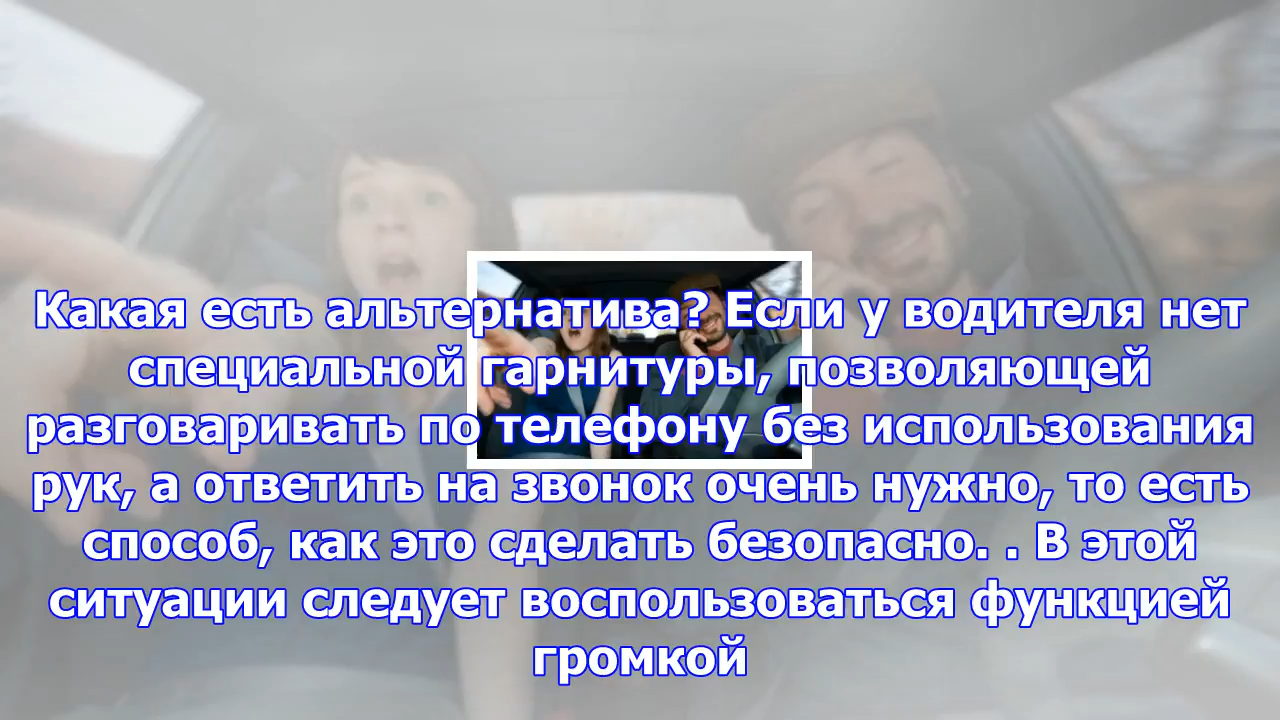 Какая есть альтернатива? Если у водителя нет
специальной гарнитуры, позволяющей
разговаривать по телефону без использования
рук, а ответить на звонок очень нужно, то есть
способ, как это сделать безопасно. . В этой
ситуации следует воспользоваться функцией
громкой